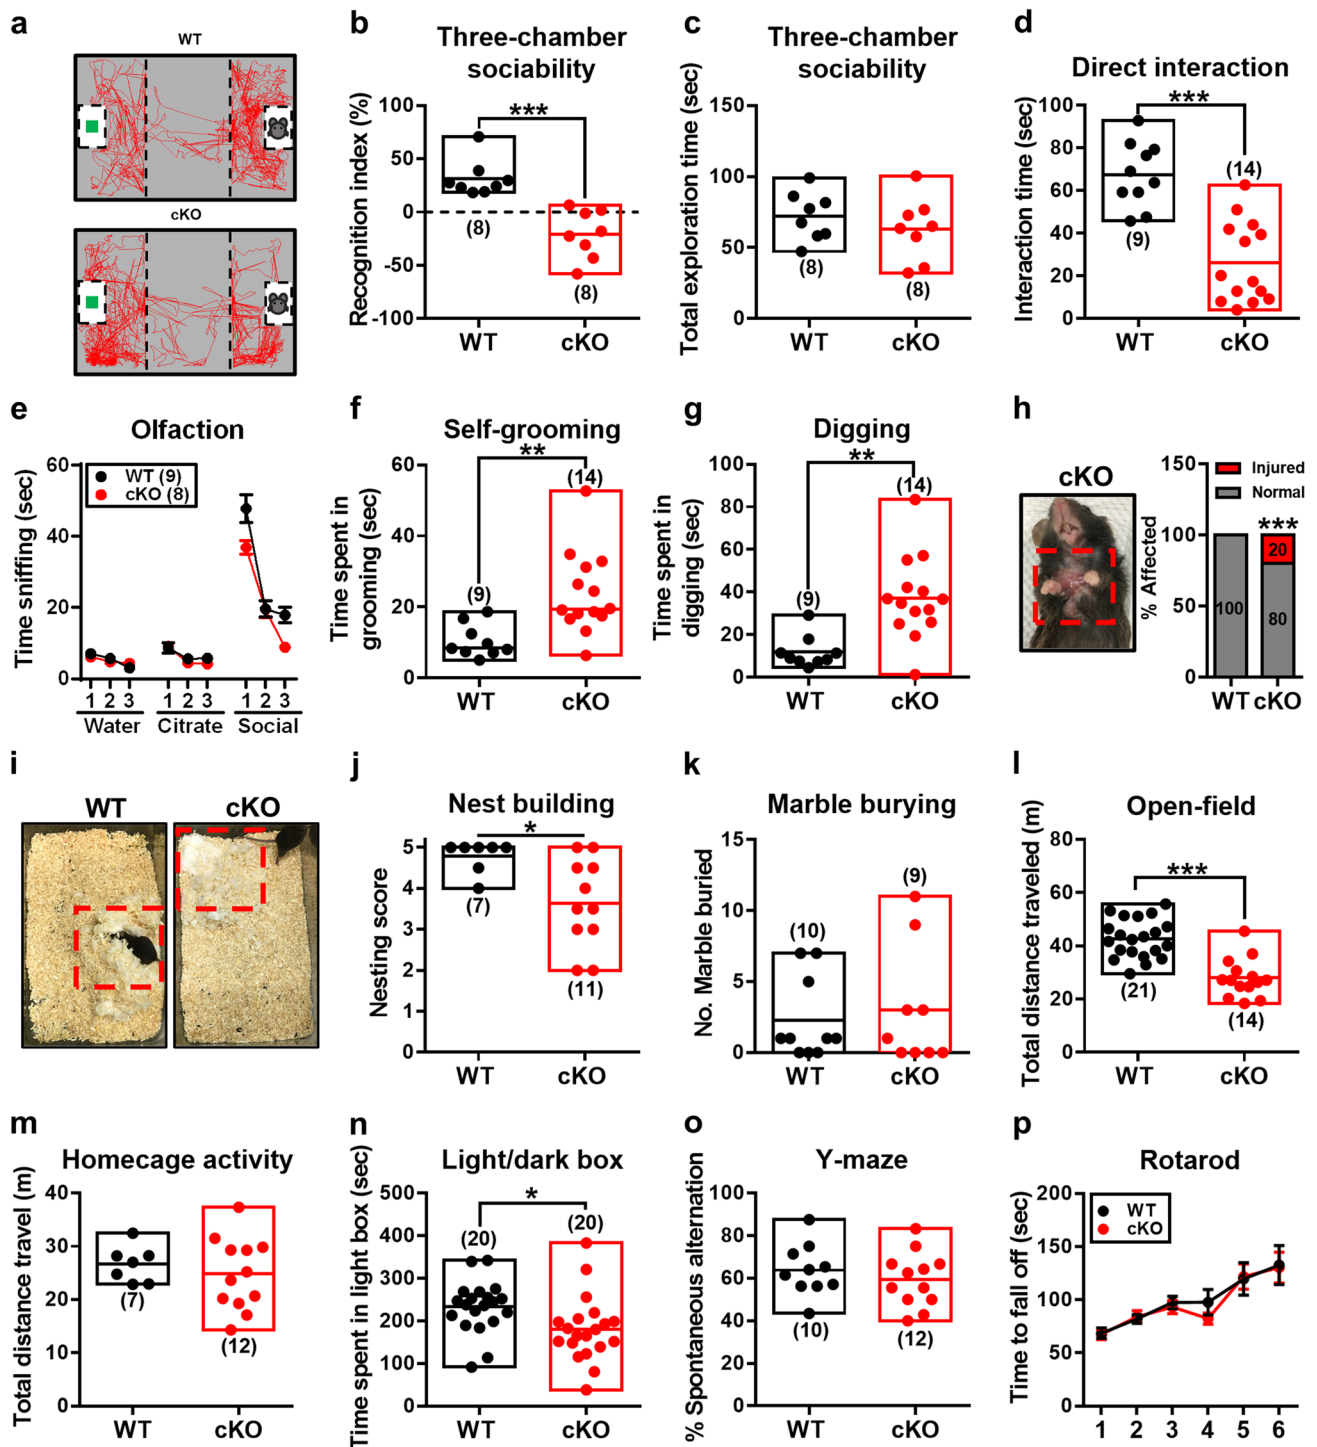 a
WT
cKO
b
Three-chamber
sociability
Recognition index (%)
100
50
0
-50
-100
***
(8)
(8)
WT
cKO
c
Three-chamber
sociability
Total exploration time (sec)
150
100
50
0
(8)
(8)
WT
cKO
d
Direct interaction
Interaction time (sec)
100
80
60
40
20
0
***
(14)
(9)
WT
cKO
e
Olfaction
Time sniffing (sec)
60
40
20
0
WT (9)
cKO (8)
1 2 3
1 2 3
1 2 3
Water
Citrate
Social
f
Self-grooming
Time spent in
grooming (sec)
60
40
20
0
**
(14)
(9)
WT
cKO
g
Digging
Time spent in
digging (sec)
100
80
60
40
20
0
**
(14)
(9)
WT
cKO
h
cKO
% Affected
150
100
50
0
Injured
Normal
***
20
100
80
WT
cKO
i
WT
cKO
j
Nest building
Nesting score
5
4
3
2
1
0
*
(7)
(11)
WT
cKO
k
Marble burying
No. Marble buried
15
10
5
0
(10)
(9)
WT
cKO
l
Open-field
Total distance traveled (m)
80
60
40
20
0
***
(21)
(14)
WT
cKO
m
Homecage activity
Total distance travel (m)
40
30
20
10
0
(7)
(12)
WT
cKO
n
Light/dark box
Time spent in light box (sec)
500
400
300
200
100
0
*
(20)
(20)
WT
cKO
o
Y-maze
% Spontaneous alternation
100
80
60
40
20
0
(10)
(12)
WT
cKO
p
Rotarod
Time to fall off (sec)
200
150
100
50
0
WT
cKO
1 2 3 4 5 6